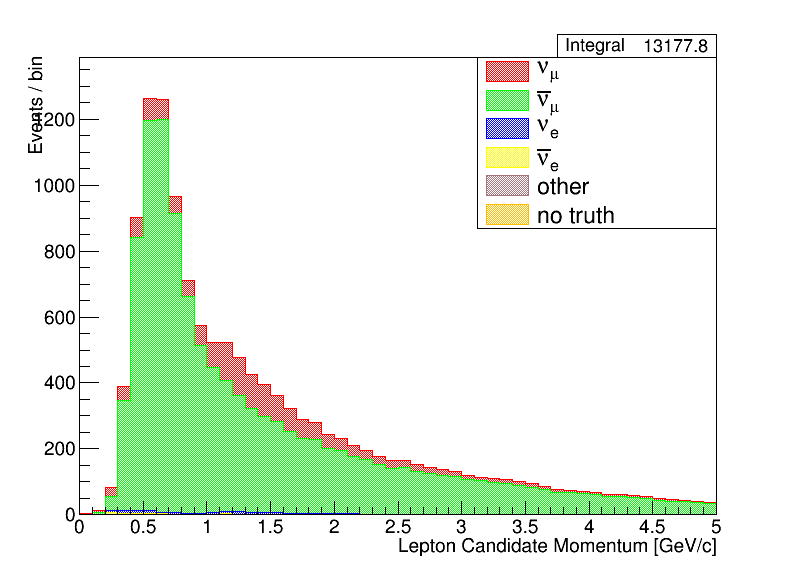 Integral 13177.8
Events / bin
ν_μ
ν̅_μ
ν_e
ν̅_e
other
no truth
1200
1000
800
600
400
200
0
0 0.5 1 1.5 2 2.5 3 3.5 4 4.5 5
Lepton Candidate Momentum [GeV/c]